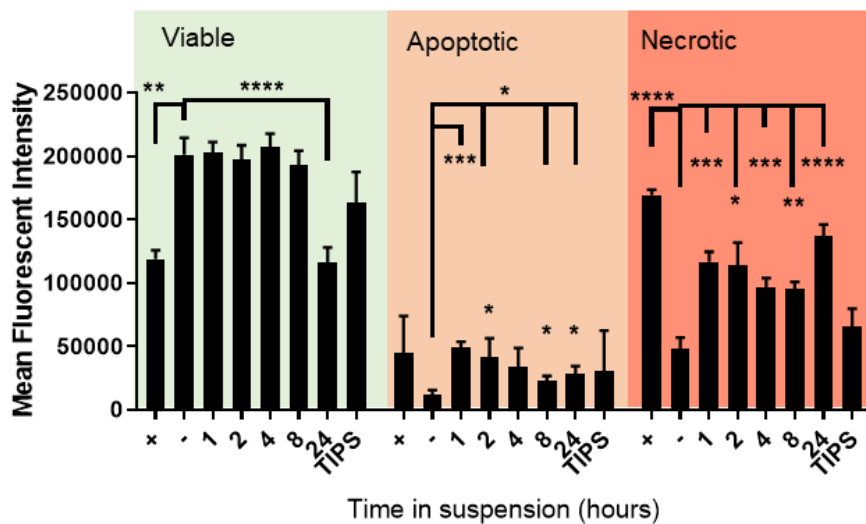 Viable Apoptotic Necrotic
Mean Fluorescent Intensity
250000
200000
150000
100000
50000
0
** ****
*
***
* * *
****
*** *** ****
* **
+ - 1 2 4 8 24 TIPS + - 1 2 4 8 24 TIPS + - 1 2 4 8 24 TIPS
Time in suspension (hours)